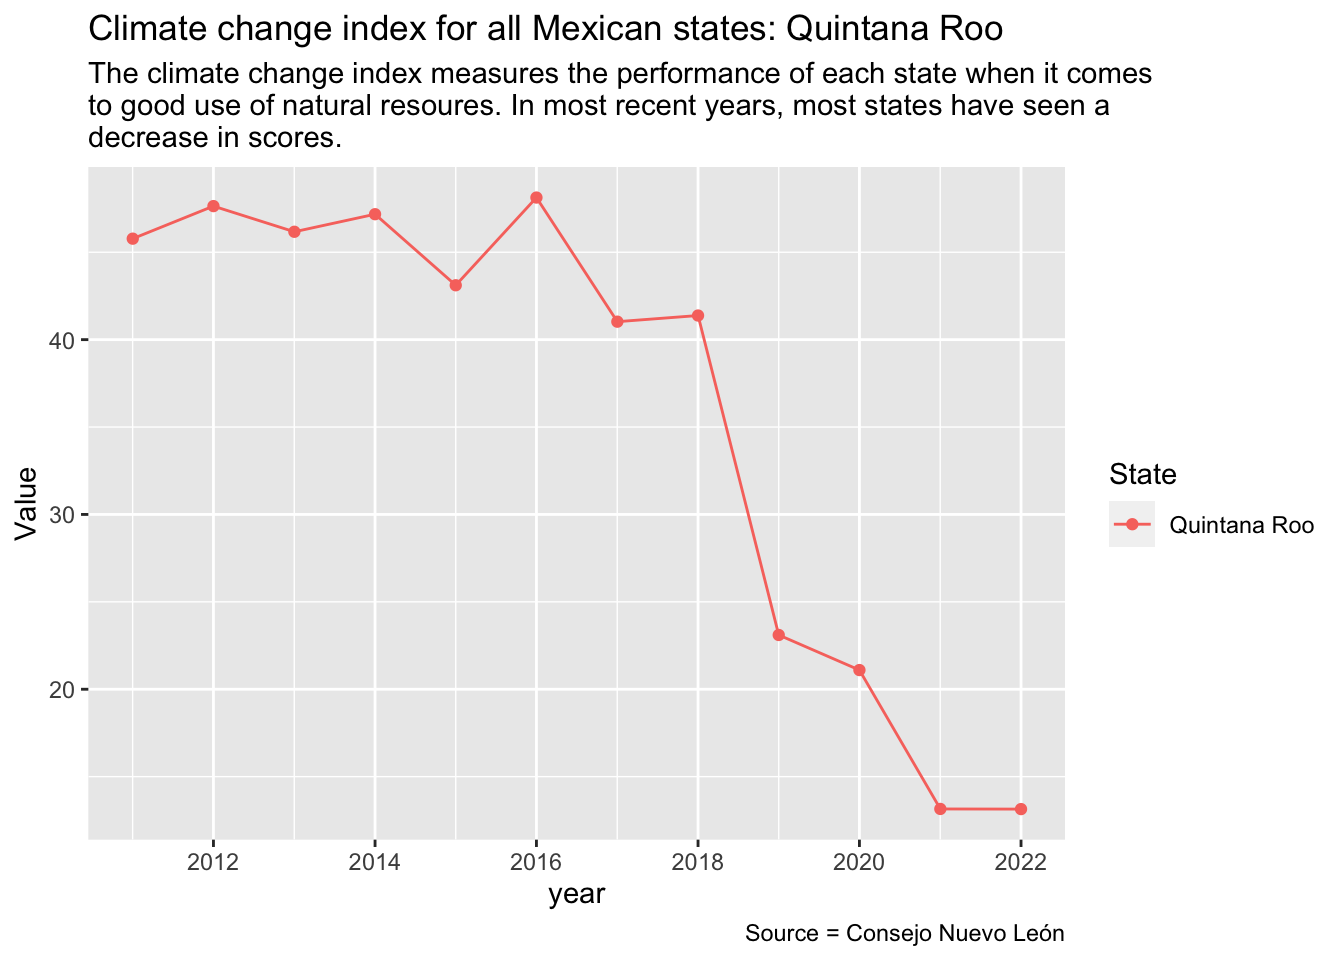 Climate change index for all Mexican states: Quintana Roo
The climate change index measures the performance of each state when it comes
to good use of natural resoures. In most recent years, most states have seen a
decrease in scores.
40
30
20
Value
2012 2014 2016 2018 2020 2022
year
State
Quintana Roo
Source = Consejo Nuevo León